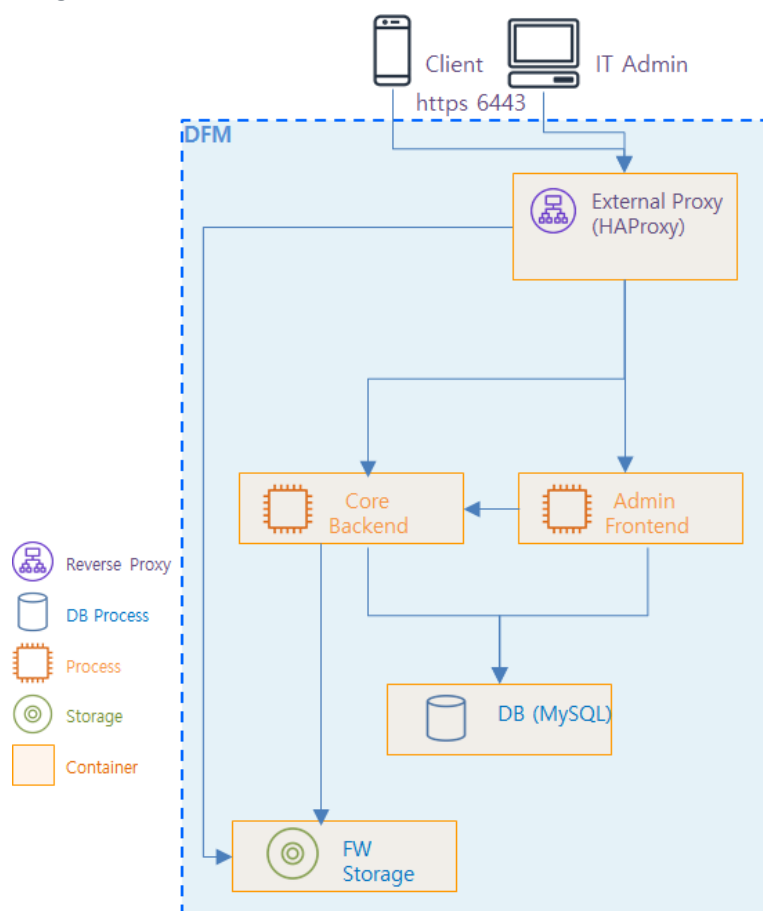 Client
IT Admin
https 6443
DFM
External Proxy
(HAProxy)
Core
Backend
Admin
Frontend
Reverse Proxy
DB Process
Process
Storage
Container
DB (MySQL)
FW
Storage